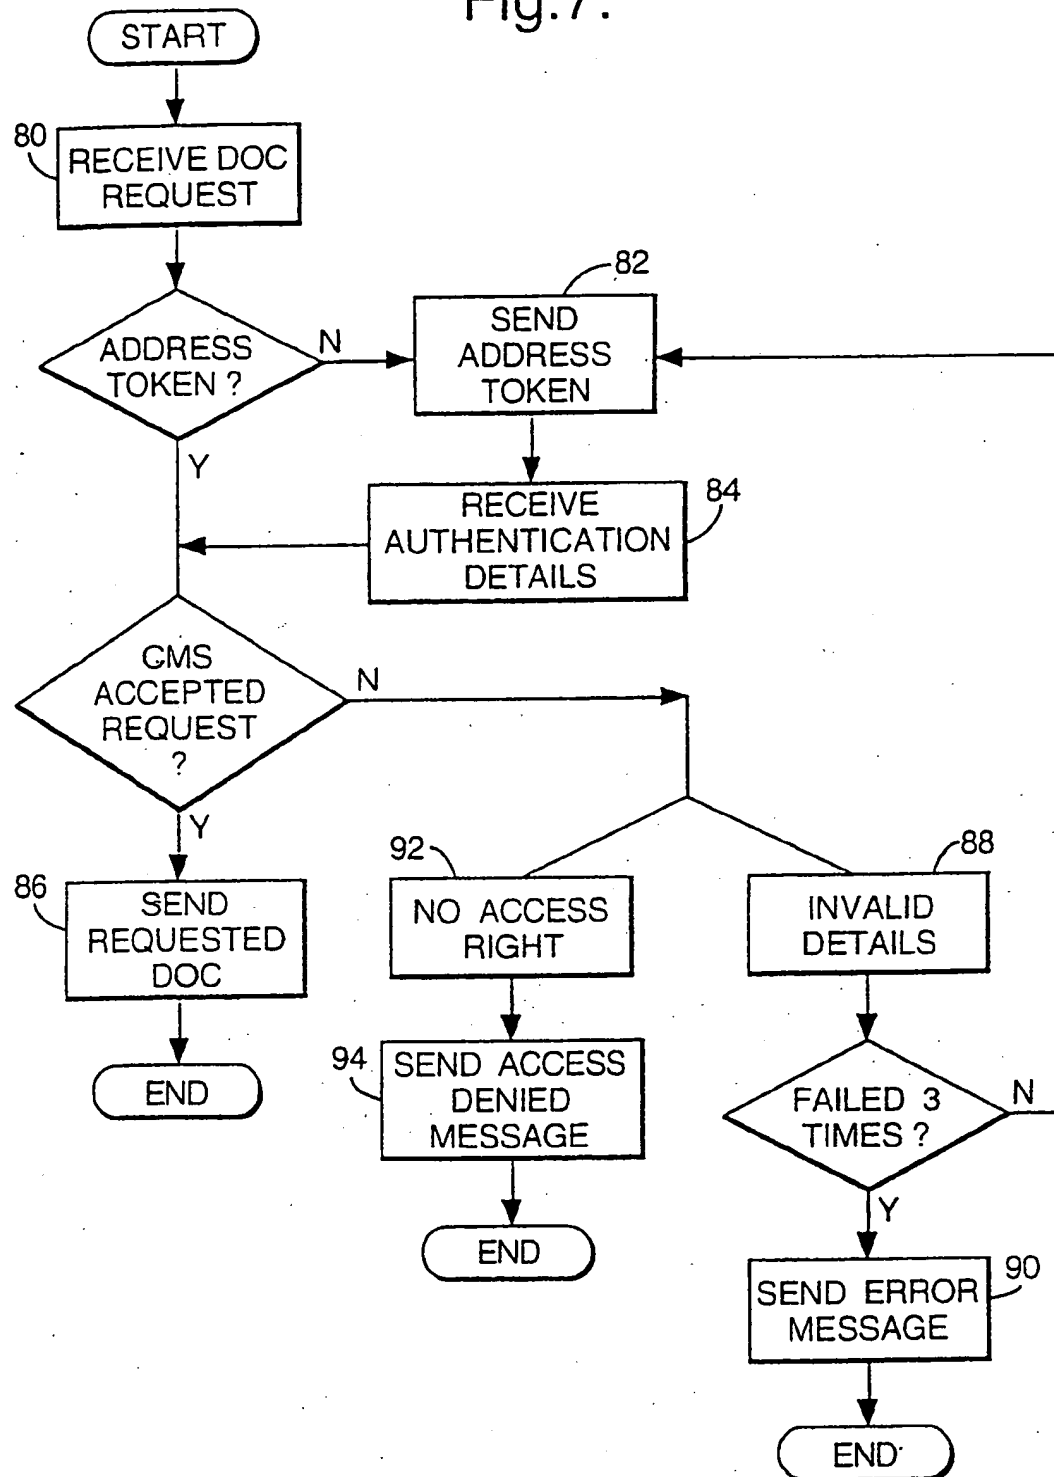 Fig.7.
START
80
RECEIVE DOC
REQUEST
ADDRESS
TOKEN ?
N
Y
82
SEND
ADDRESS
TOKEN
84
RECEIVE
AUTHENTICATION
DETAILS
GMS
ACCEPTED
REQUEST
?
N
Y
86
SEND
REQUESTED
DOC
END
92
NO ACCESS
RIGHT
94
SEND ACCESS
DENIED
MESSAGE
END
88
INVALID
DETAILS
FAILED 3
TIMES ?
N
Y
90
SEND ERROR
MESSAGE
END